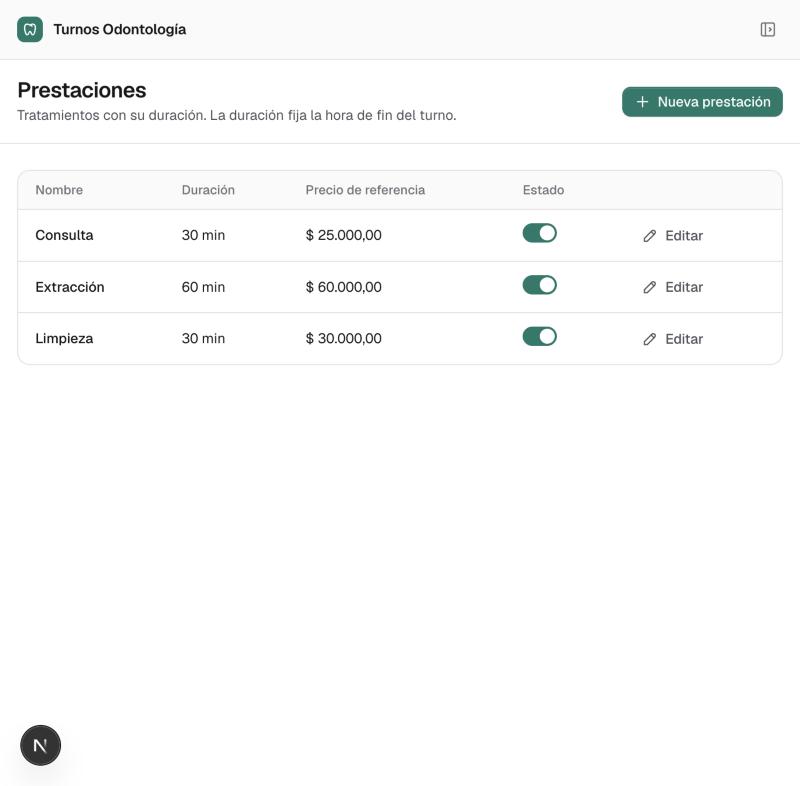 Turnos Odontología
Prestaciones
Tratamientos con su duración. La duración fija la hora de fin del turno.
Nueva prestación
Nombre Duración Precio de referencia Estado
Consulta 30 min $ 25.000,00 Editar
Extracción 60 min $ 60.000,00 Editar
Limpieza 30 min $ 30.000,00 Editar
N